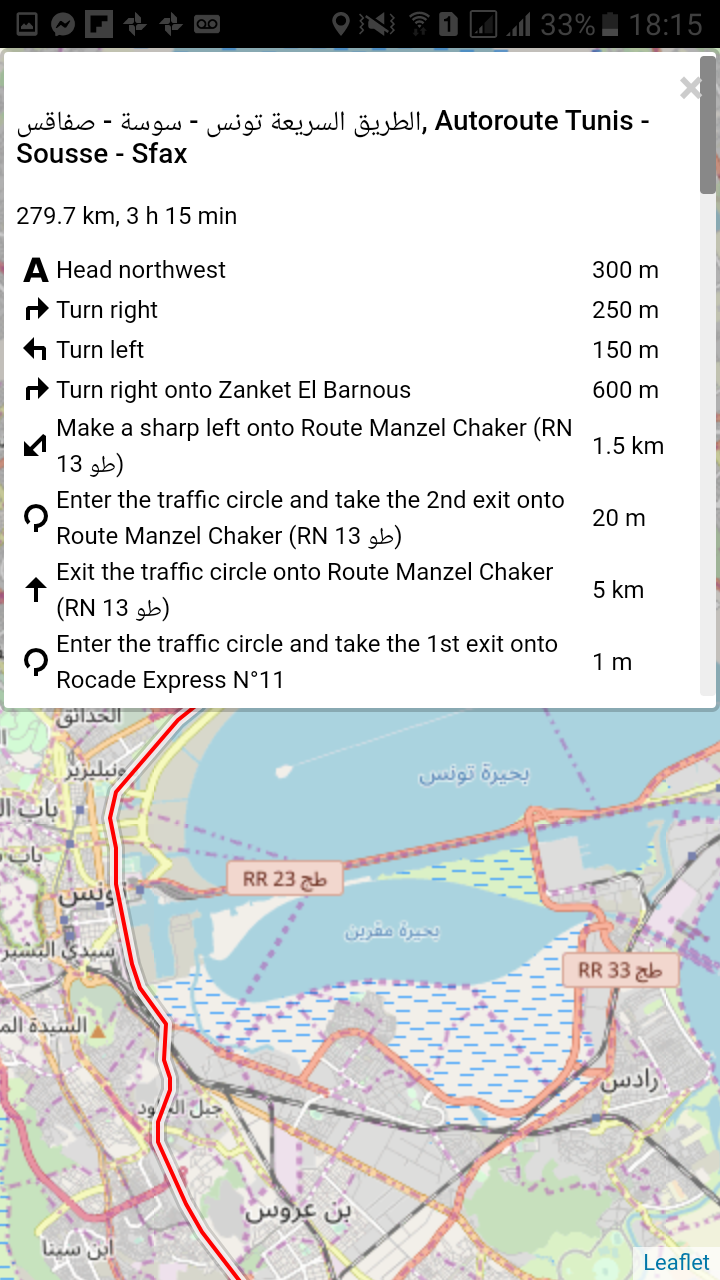 33% 18:15
الطريق السريعة تونس - سوسة - صفاقس, Autoroute Tunis -
Sousse - Sfax
279.7 km, 3 h 15 min
Head northwest 300 m
Turn right 250 m
Turn left 150 m
Turn right onto Zanket El Barnous 600 m
Make a sharp left onto Route Manzel Chaker (RN
13 طو) 1.5 km
Enter the traffic circle and take the 2nd exit onto
Route Manzel Chaker (RN 13 طو) 20 m
Exit the traffic circle onto Route Manzel Chaker
(RN 13 طو) 5 km
Enter the traffic circle and take the 1st exit onto
Rocade Express N°11 1 m
الحدائق
بحيرة تونس
باب
باب
RR 23 طج
بحيرة مقرين
سيدي البشير
RR 33 طج
السيدة
رادس
جبل
بن عروس
ابن سينا
Leaflet